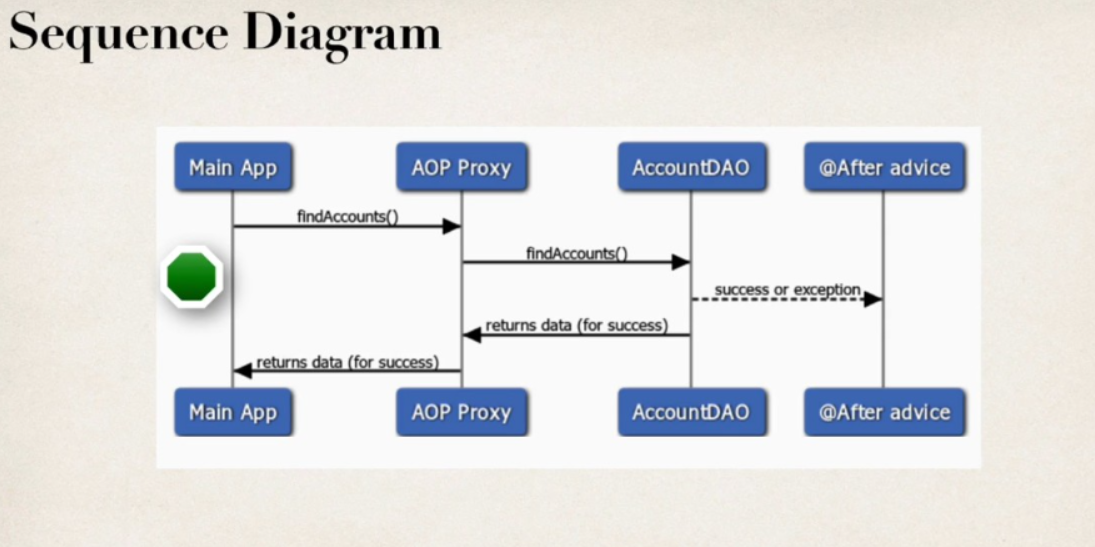 Sequence Diagram
Main App
AOP Proxy
AccountDAO
@After advice
findAccounts()
findAccounts()
success or exception
returns data (for success)
returns data (for success)
Main App
AOP Proxy
AccountDAO
@After advice